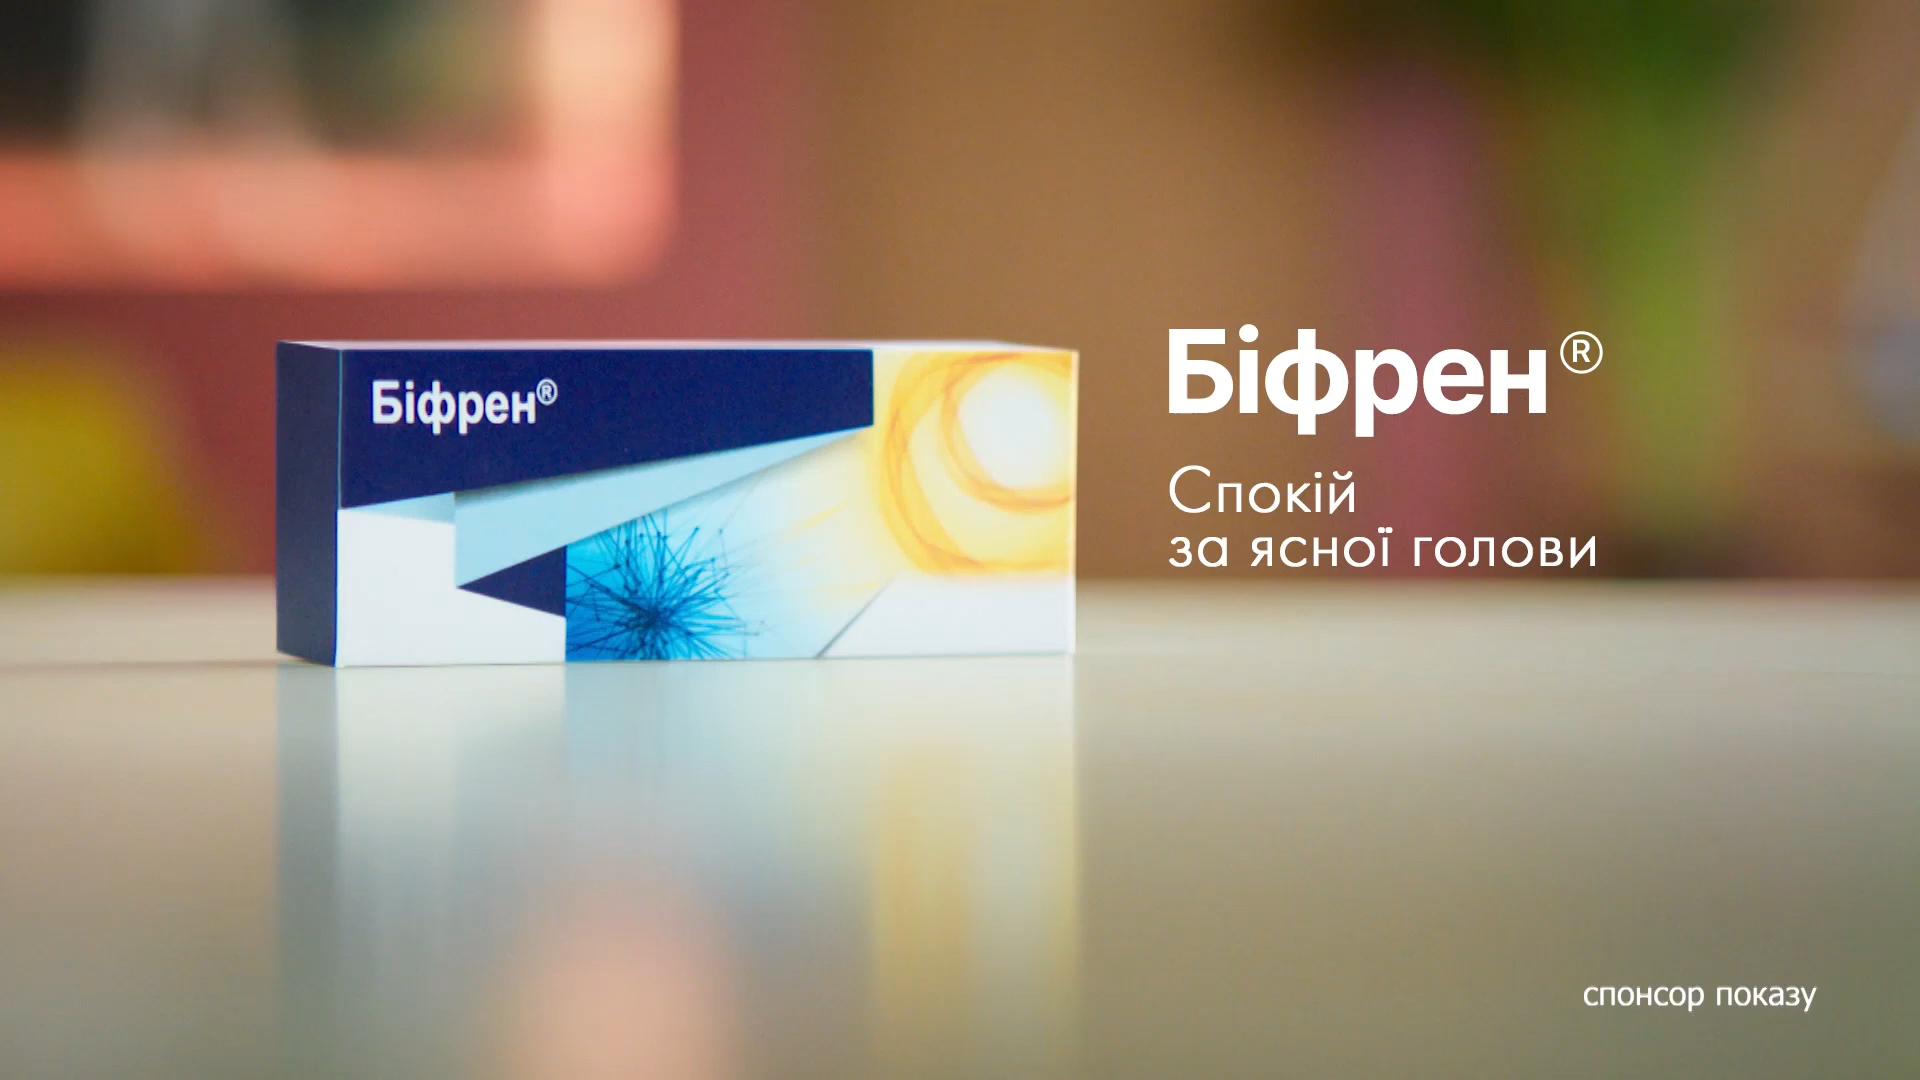 Біфрен®
Біфрен®
Спокій
за ясної голови
спонсор показу